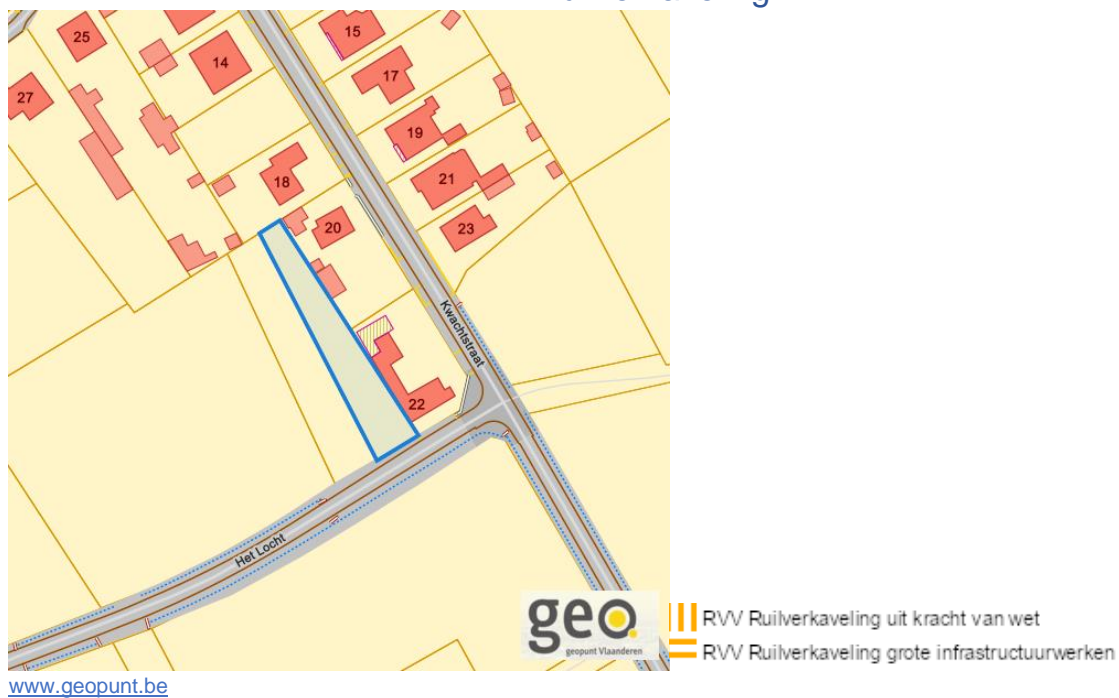 25
15
14
17
27
19
18
21
20
23
Kwachtstraat
22
Het Locht
geo
geopunt Vlaanderen
RVV Ruilverkaveling uit kracht van wet
RVV Ruilverkaveling grote infrastructuurwerken
www.geopunt.be